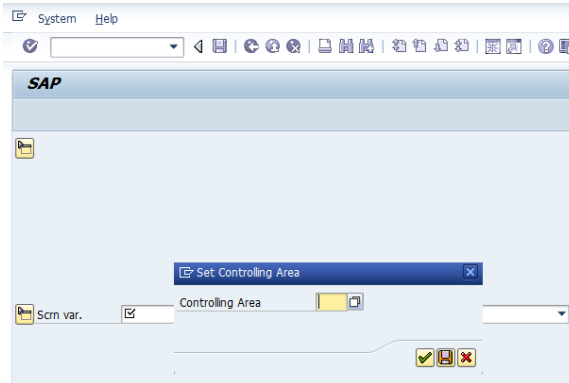 System Help
SAP
Set Controlling Area
Controlling Area
Scrn var.